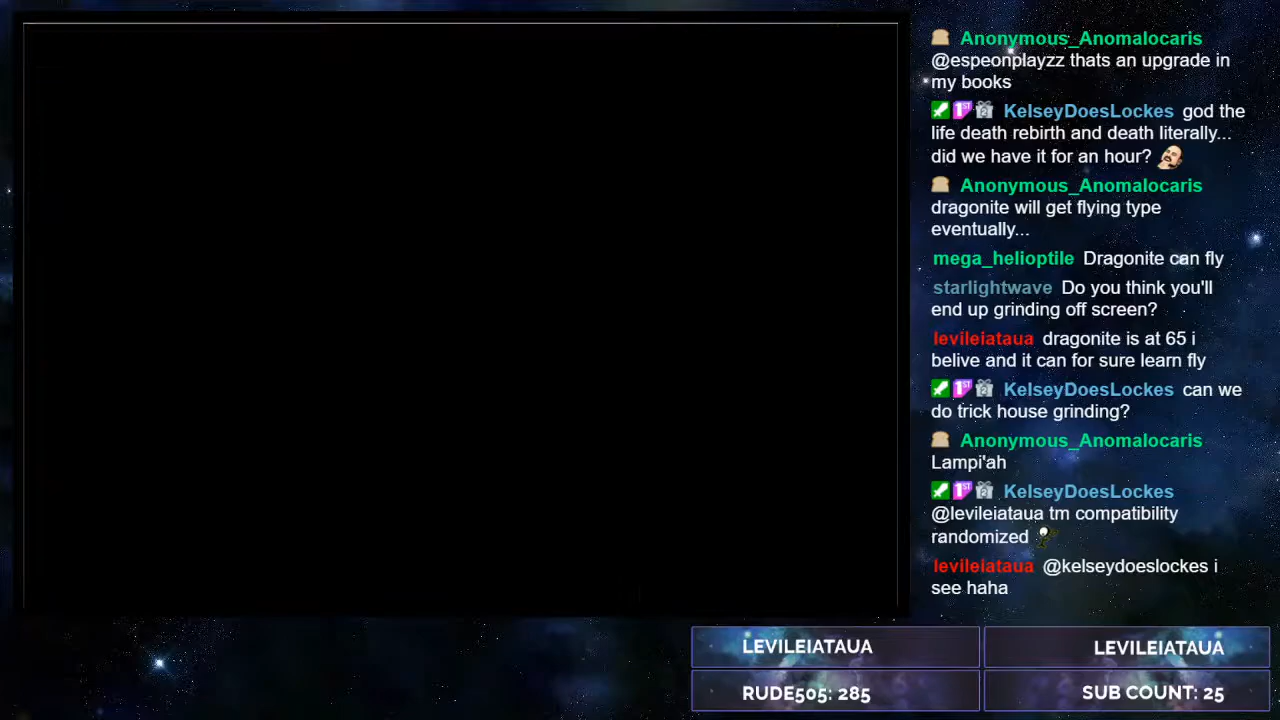 Anonymous_Anomalocaris
@espeonplayzz thats an upgrade in
my books
KelseyDoesLockes god the
life death rebirth and death literally...
did we have it for an hour?
Anonymous_Anomalocaris
dragonite will get flying type
eventually...
mega_helioptile Dragonite can fly
starlightwave Do you think you'll
end up grinding off screen?
levileiataua dragonite is at 65 i
belive and it can for sure learn fly
KelseyDoesLockes can we
do trick house grinding?
Anonymous_Anomalocaris
Lampi'ah
KelseyDoesLockes
@levileiataua tm compatibility
randomized
levileiataua @kelseydoeslockes i
see haha
LEVILEIATAUA
LEVILEIATAUA
RUDE505: 285
SUB COUNT: 25